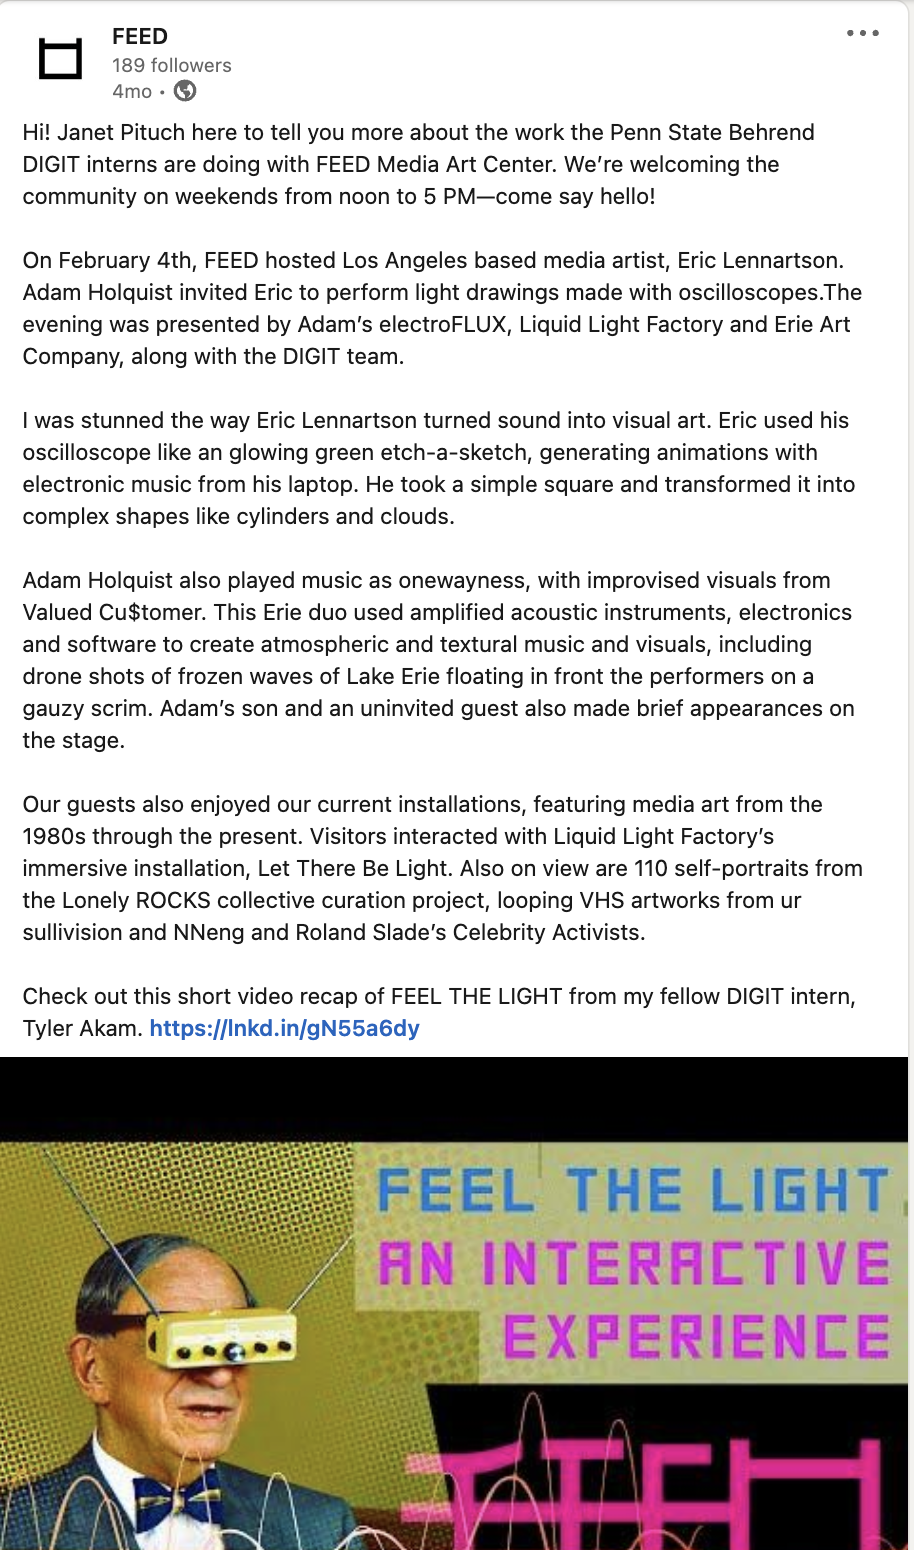 FEED
189 followers
4mo •
Hi! Janet Pituch here to tell you more about the work the Penn State Behrend
DIGIT interns are doing with FEED Media Art Center. We’re welcoming the
community on weekends from noon to 5 PM—come say hello!
On February 4th, FEED hosted Los Angeles based media artist, Eric Lennartson.
Adam Holquist invited Eric to perform light drawings made with oscilloscopes.The
evening was presented by Adam’s electroFLUX, Liquid Light Factory and Erie Art
Company, along with the DIGIT team.
I was stunned the way Eric Lennartson turned sound into visual art. Eric used his
oscilloscope like an glowing green etch-a-sketch, generating animations with
electronic music from his laptop. He took a simple square and transformed it into
complex shapes like cylinders and clouds.
Adam Holquist also played music as onewayness, with improvised visuals from
Valued Cu$tomer. This Erie duo used amplified acoustic instruments, electronics
and software to create atmospheric and textural music and visuals, including
drone shots of frozen waves of Lake Erie floating in front the performers on a
gauzy scrim. Adam’s son and an uninvited guest also made brief appearances on
the stage.
Our guests also enjoyed our current installations, featuring media art from the
1980s through the present. Visitors interacted with Liquid Light Factory’s
immersive installation, Let There Be Light. Also on view are 110 self-portraits from
the Lonely ROCKS collective curation project, looping VHS artworks from ur
sullivision and NNeng and Roland Slade’s Celebrity Activists.
Check out this short video recap of FEEL THE LIGHT from my fellow DIGIT intern,
Tyler Akam. https://lnkd.in/gN55a6dy
FEEL THE LIGHT
AN INTERACTIVE
EXPERIENCE